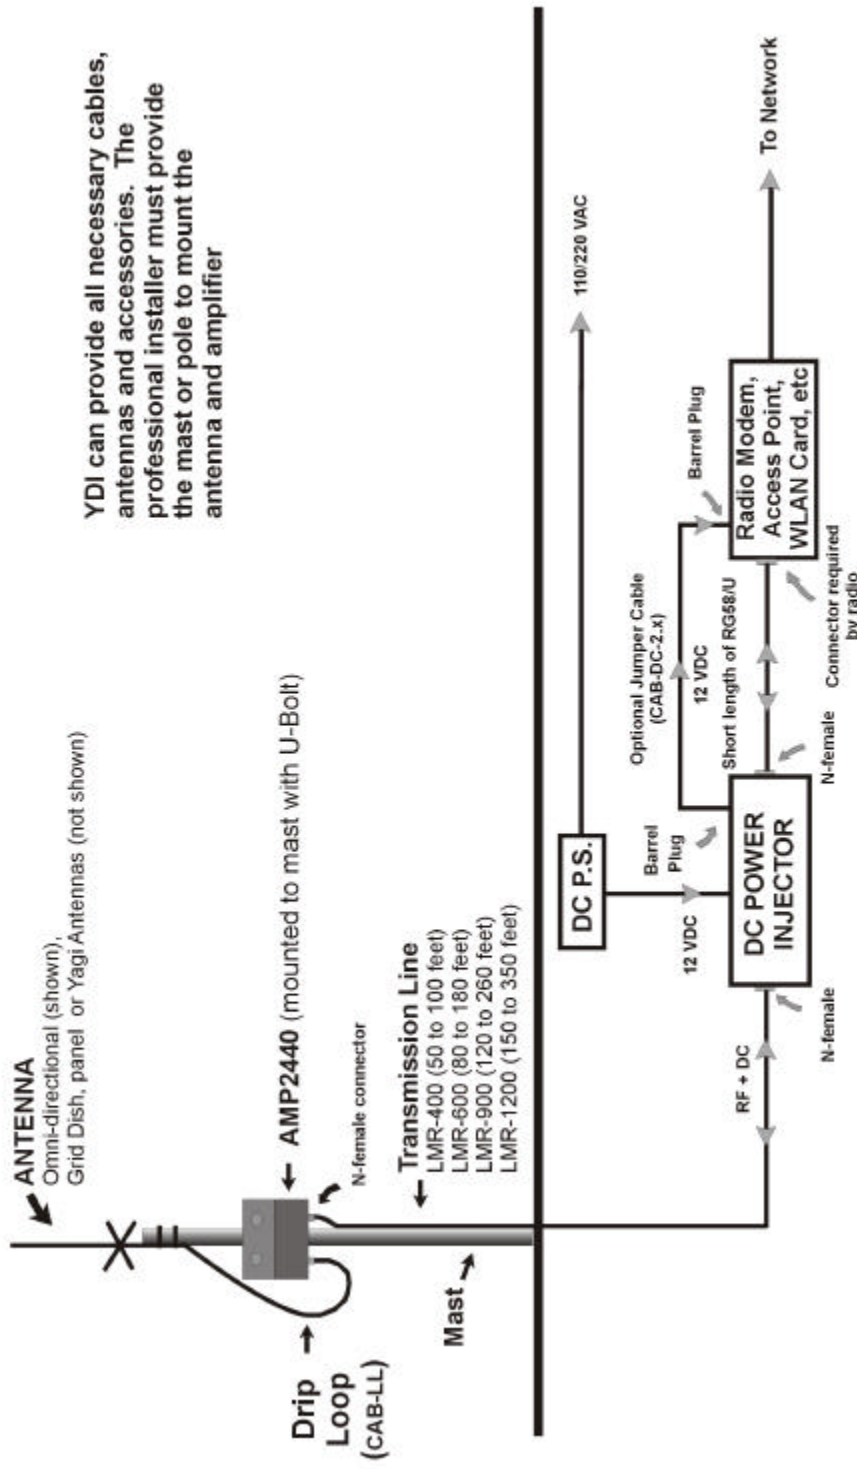 ANTENNA
Omni-directional (shown),
Grid Dish, panel or Yagi Antennas (not shown)
YDI can provide all necessary cables,
antennas and accessories. The
professional installer must provide
the mast or pole to mount the
antenna and amplifier
AMP2440 (mounted to mast with U-Bolt)
N-female connector
Drip
Loop
(CAB-LL)
Transmission Line
LMR-400 (50 to 100 feet)
LMR-600 (80 to 180 feet)
LMR-900 (120 to 260 feet)
LMR-1200 (150 to 350 feet)
Mast
DC P.S.
110/220 VAC
12 VDC
Barrel
Plug
Optional Jumper Cable
(CAB-DC-2.x)
12 VDC
Barrel Plug
Short length of RG58/U
RF + DC
DC POWER
INJECTOR
Radio Modem,
Access Point,
WLAN Card, etc
To Network
N-female
N-female
Connector required
by radio